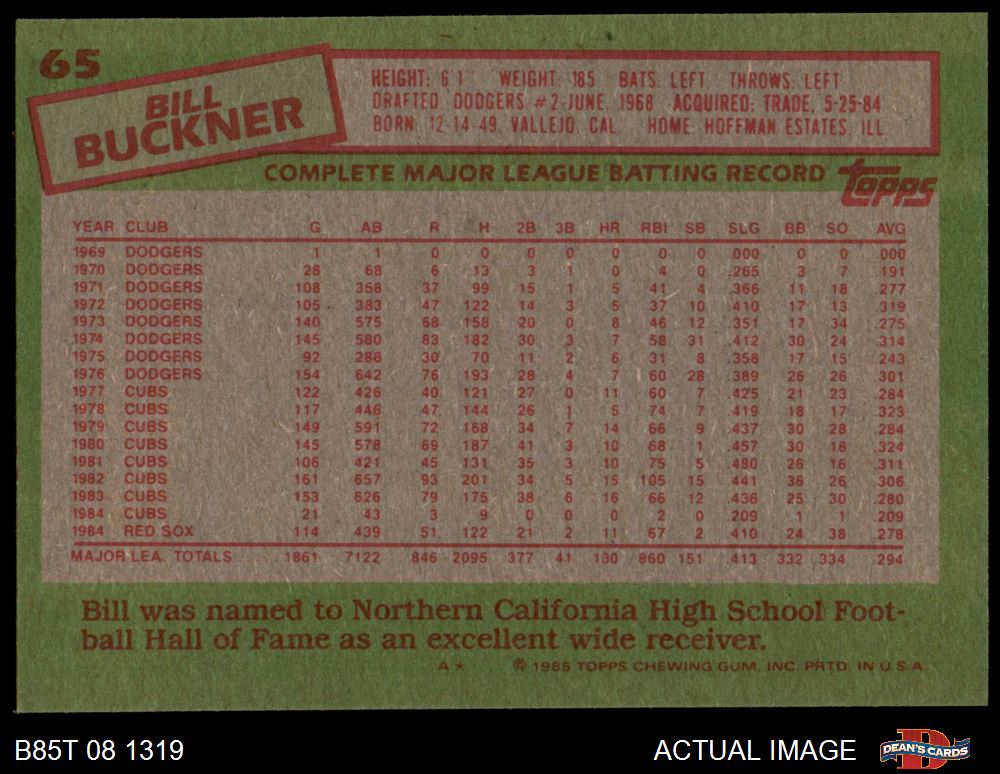 65
BILL
BUCKNER
HEIGHT: 6'1" WEIGHT: 185 BATS: LEFT THROWS: LEFT
DRAFTED: DODGERS #2-JUNE, 1968 ACQUIRED: TRADE, 5-25-84
BORN: 12-14-49, VALLEJO, CAL. HOME: HOFFMAN ESTATES, ILL.
COMPLETE MAJOR LEAGUE BATTING RECORD topps
YEAR CLUB G AB R H 2B 3B HR RBI SB SLG BB SO AVG
1969 DODGERS 1 1 0 0 0 0 0 0 0 .000 0 0 .000
1970 DODGERS 28 68 6 13 3 1 0 4 0 .265 3 7 .191
1971 DODGERS 108 358 37 99 15 1 5 41 4 .366 11 18 .277
1972 DODGERS 105 383 47 122 14 3 5 37 10 .410 17 13 .319
1973 DODGERS 140 575 68 158 20 0 8 46 12 .351 17 34 .275
1974 DODGERS 145 580 83 182 30 3 7 58 31 .412 30 24 .314
1975 DODGERS 92 288 30 70 11 2 6 31 8 .358 17 15 .243
1976 DODGERS 154 642 76 193 28 4 7 60 28 .389 26 26 .301
1977 CUBS 122 426 40 121 27 0 11 60 7 .425 21 23 .284
1978 CUBS 117 446 47 144 26 1 5 74 7 .419 18 17 .323
1979 CUBS 149 591 72 168 34 7 14 66 9 .437 30 28 .284
1980 CUBS 145 578 69 187 41 3 10 68 1 .457 30 18 .324
1981 CUBS 106 421 45 131 35 3 10 75 5 .480 26 16 .311
1982 CUBS 161 657 93 201 34 5 15 105 15 .441 36 26 .306
1983 CUBS 153 626 79 175 38 6 16 66 12 .436 25 30 .280
1984 CUBS 21 43 3 9 0 0 0 2 0 .209 1 1 .209
1984 RED SOX 114 439 51 122 21 2 11 67 2 .410 24 38 .278
MAJOR LEA. TOTALS 1861 7122 846 2095 377 41 130 860 151 .413 332 334 .294
Bill was named to Northern California High School Foot-
ball Hall of Fame as an excellent wide receiver.
A* © 1985 TOPPS CHEWING GUM, INC. PRTD. IN U.S.A.
B85T 08 1319 ACTUAL IMAGE DEAN'S CARDS